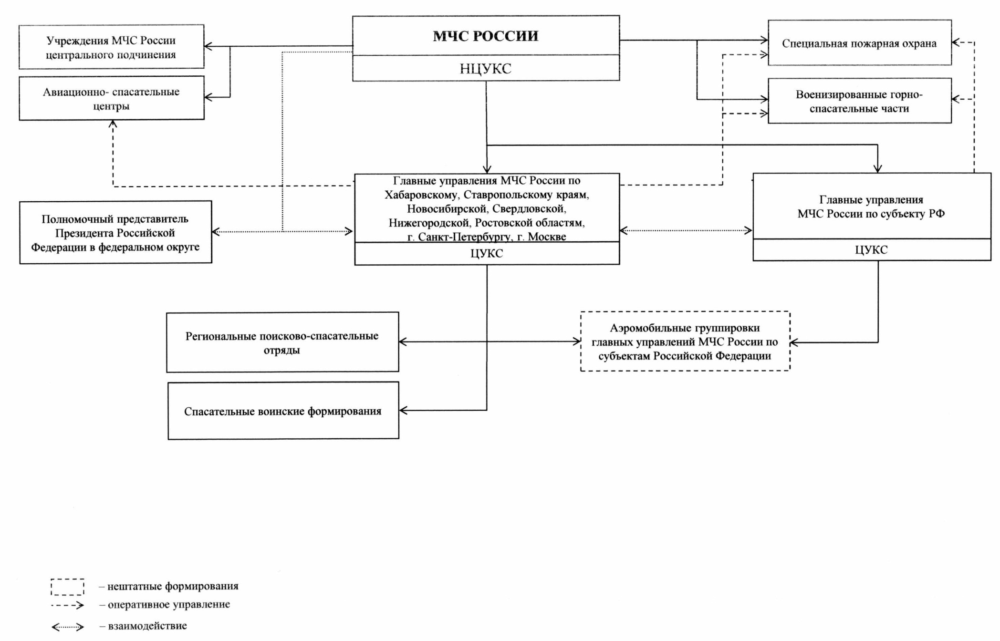 МЧС РОССИИ
НЦУКС
Учреждения МЧС России
центрального подчинения
Авиационно- спасательные
центры
Специальная пожарная охрана
Военизированные горно-
спасательные части
Полномочный представитель
Президента Российской
Федерации в федеральном округе
Главные управления МЧС России по
Хабаровскому, Ставропольскому краям,
Новосибирской, Свердловской,
Нижегородской, Ростовской областям,
г. Санкт-Петербургу, г. Москве
ЦУКС
Главные управления
МЧС России по субъекту РФ
ЦУКС
Региональные поисково-спасательные
отряды
Аэромобильные группировки
главных управлений МЧС России по
субъектам Российской Федерации
Спасательные воинские формирования
– нештатные формирования
– оперативное управление
– взаимодействие